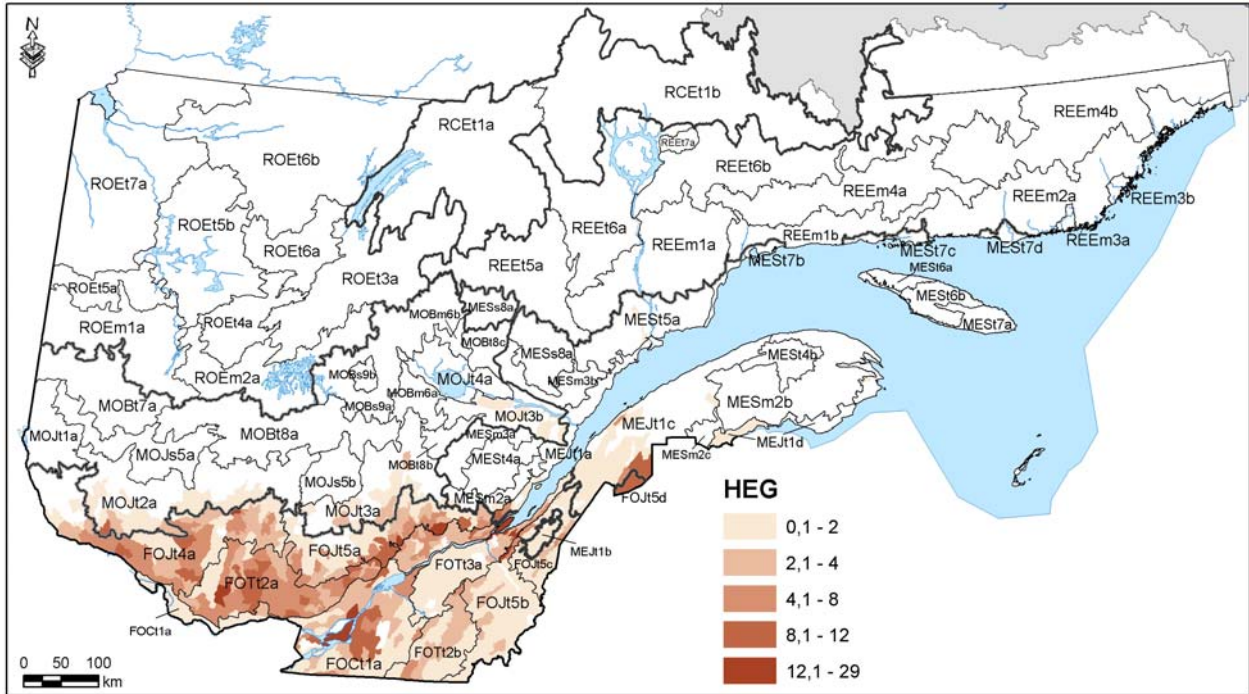 N
RCEt1b
RCEt1a
REEm4b
REEt7a
ROEt6b
REEt6b
ROEt7a
REEm4a
REEm2a
REEm3b
ROEt5b
REEt6a
REEm1a
REEm1b
REEm3a
MESt7c
MESt7d
ROEt6a
MESt7b
MESt6a
REEt5a
ROEt3a
ROEt5a
MESt6b
MOBm6b
MESs8a
MESt5a
MESt7a
ROEt4a
ROEm1a
MOBt8c
MESs8a
MESt4b
ROEm2a
MOBs9b
MOJt4a
MESm3b
MOBm6a
MESm2b
MOBt7a
MOBs9a
MOJt3b
MOJt1a
MOBt8a
MESm3a
MEJt1c
MEJt1d
MOJs5a
MESt4a
MEJt1a
MESm2c
MOBt8b
MOJs5b
FOJt5d
HEG
MOJt2a
MOJt3a
MESm2a
0,1 - 2
FOJt4a
FOJt5a
MEJt1b
2,1 - 4
FOTt2a
FOTt3a
FOJt5c
4,1 - 8
FOJt5b
FOCt1a
8,1 - 12
FOTt2b
FOCt1a
12,1 - 29
0 50 100
km